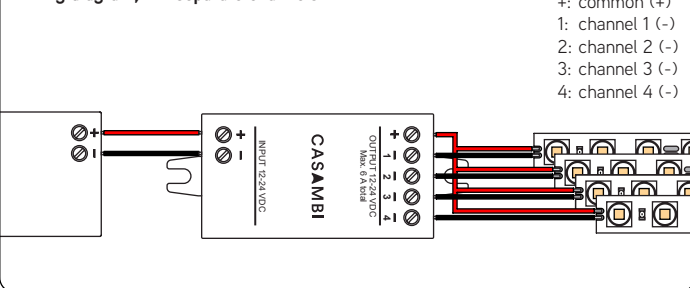 +: common (+)
1: channel 1 (-)
2: channel 2 (-)
3: channel 3 (-)
4: channel 4 (-)
+
-
+
-
INPUT 12-24 VDC
CASAMBI
OUTPUT 12-24 VDC
Max. 6 A total
+
1 -
2 -
3 -
4 -